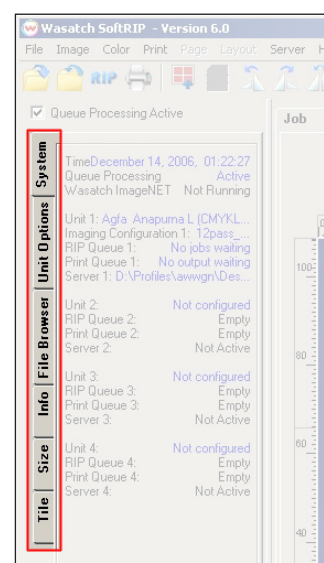 Wasatch SoftRIP - Version 6.0
File Image Color Print Page Layout Server H
RIP
Queue Processing Active
Job
System
Unit Options
File Browser
Info
Size
Tile
TimeDecember 14, 2006, 01:22:27
Queue Processing Active
Wasatch ImageNET Not Running
Unit 1: Agfa Anapurna L (CMYKL...
Imaging Configuration 1: 12pass_...
RIP Queue 1: No jobs waiting
Print Queue 1: No output waiting
Server 1: D:\Profiles\awwgn\Des...
Unit 2: Not configured
RIP Queue 2: Empty
Print Queue 2: Empty
Server 2: Not Active
Unit 3: Not configured
RIP Queue 3: Empty
Print Queue 3: Empty
Server 3: Not Active
Unit 4: Not configured
RIP Queue 4: Empty
Print Queue 4: Empty
Server 4: Not Active
0
100
80
60
40